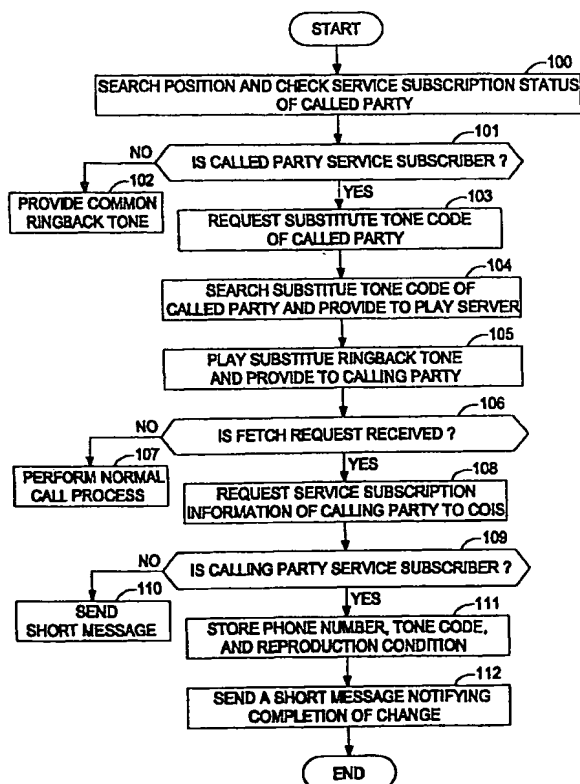 START
100
SEARCH POSITION AND CHECK SERVICE SUBSCRIPTION STATUS
OF CALLED PARTY
101
IS CALLED PARTY SERVICE SUBSCRIBER ?
NO
102
PROVIDE COMMON
RINGBACK TONE
YES
103
REQUEST SUBSTITUTE TONE CODE
OF CALLED PARTY
104
SEARCH SUBSTITUE TONE CODE OF
CALLED PARTY AND PROVIDE TO PLAY SERVER
105
PLAY SUBSTITUE RINGBACK TONE
AND PROVIDE TO CALLING PARTY
106
IS FETCH REQUEST RECEIVED ?
NO
107
PERFORM NORMAL
CALL PROCESS
YES
108
REQUEST SERVICE SUBSCRIPTION
INFORMATION OF CALLING PARTY TO COIS
109
IS CALLING PARTY SERVICE SUBSCRIBER ?
NO
110
SEND
SHORT MESSAGE
YES
111
STORE PHONE NUMBER, TONE CODE,
AND REPRODUCTION CONDITION
112
SEND A SHORT MESSAGE NOTIFYING
COMPLETION OF CHANGE
END